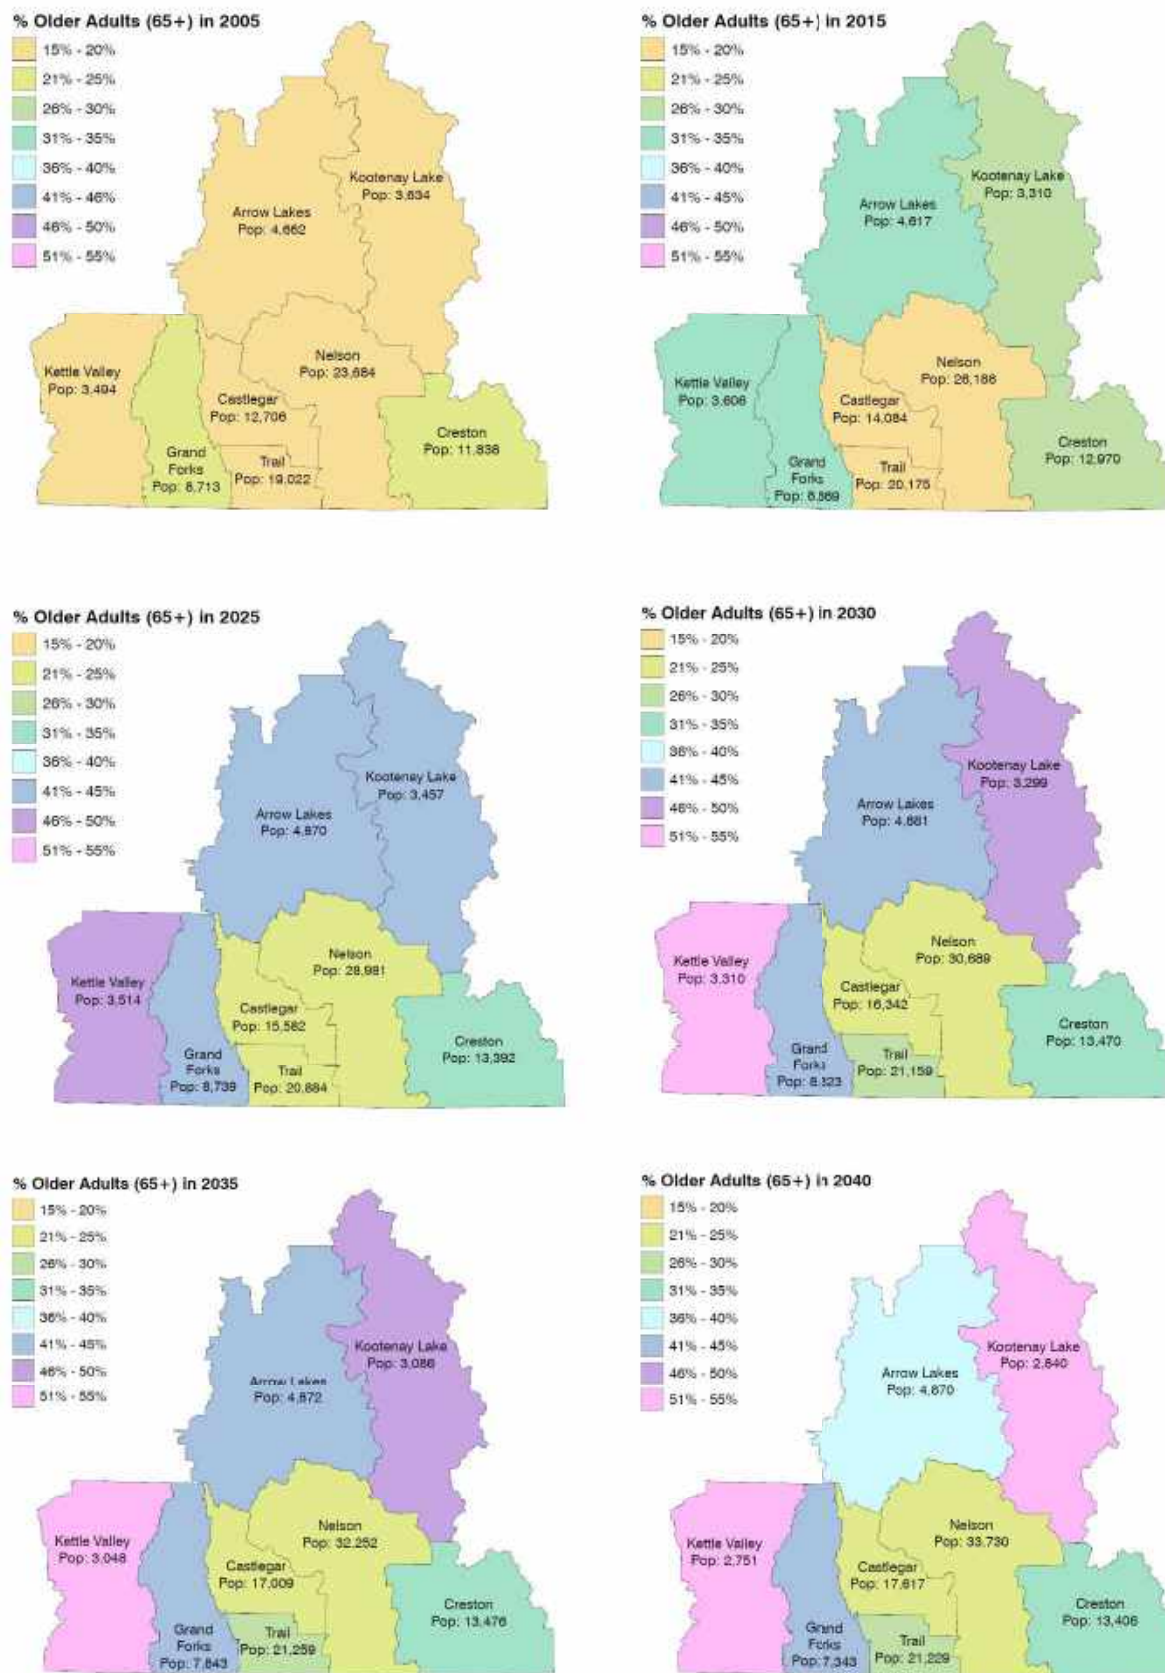 % Older Adults (65+) in 2005
15% - 20%
21% - 25%
26% - 30%
31% - 35%
36% - 40%
41% - 46%
46% - 50%
51% - 55%
Kootenay Lake
Pop: 3,634
Arrow Lakes
Pop: 4,662
Nelson
Pop: 23,684
Kettle Valley
Pop: 3,494
Castlegar
Pop: 12,706
Creston
Pop: 11,836
Grand
Forks
Pop: 8,713
Trail
Pop: 19,022
% Older Adults (65+) in 2015
15% - 20%
21% - 25%
26% - 30%
31% - 35%
36% - 40%
41% - 45%
46% - 50%
51% - 55%
Kootenay Lake
Pop: 3,310
Arrow Lakes
Pop: 4,617
Nelson
Pop: 26,186
Kettle Valley
Pop: 3,606
Castlegar
Pop: 14,084
Creston
Pop: 12,970
Grand
Forks
Pop:
Trail
Pop: 20,175
% Older Adults (65+) in 2025
15% - 20%
21% - 25%
26% - 30%
31% - 35%
36% - 40%
41% - 45%
46% - 50%
51% - 55%
Kootenay Lake
Pop: 3,457
Arrow Lakes
Pop: 4,870
Nelson
Pop: 28,981
Kettle Valley
Pop: 3,514
Castlegar
Pop: 15,582
Creston
Pop: 13,392
Grand
Forks
Pop: 8,739
Trail
Pop: 20,884
% Older Adults (65+) in 2030
15% - 20%
21% - 25%
26% - 30%
31% - 35%
36% - 40%
41% - 45%
46% - 50%
51% - 55%
Kootenay Lake
Pop: 3,299
Arrow Lakes
Pop: 4,881
Nelson
Pop: 30,689
Kettle Valley
Pop: 3,310
Castlegar
Pop: 16,342
Creston
Pop: 13,470
Grand
Forks
Pop: 8,323
Trail
Pop: 21,159
% Older Adults (65+) in 2035
15% - 20%
21% - 25%
26% - 30%
31% - 35%
36% - 40%
41% - 45%
46% - 50%
51% - 55%
Kootenay Lake
Pop: 3,086
Arrow Lakes
Pop: 4,872
Nelson
Pop: 32,252
Kettle Valley
Pop: 3,048
Castlegar
Pop: 17,009
Creston
Pop: 13,476
Grand
Forks
Pop: 7,843
Trail
Pop: 21,259
% Older Adults (65+) in 2040
15% - 20%
21% - 25%
26% - 30%
31% - 35%
36% - 40%
41% - 45%
46% - 50%
51% - 55%
Kootenay Lake
Pop: 2,840
Arrow Lakes
Pop: 4,870
Nelson
Pop: 33,730
Kettle Valley
Pop: 2,751
Castlegar
Pop: 17,617
Creston
Pop: 13,406
Grand
Forks
Pop: 7,343
Trail
Pop: 21,229